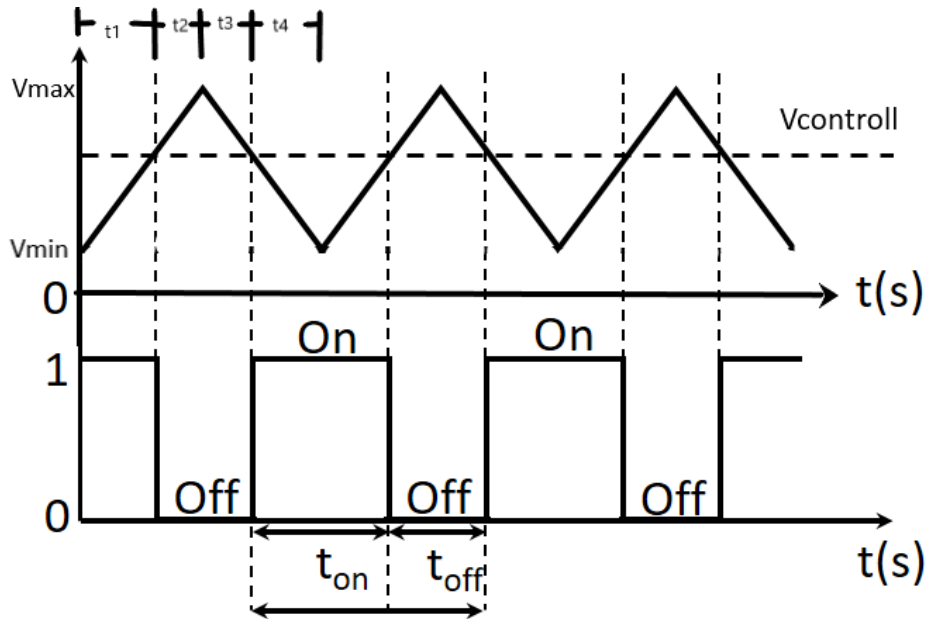 t1 t2 t3 t4
Vmax
Vcontroll
Vmin
0 t(s)
On On
1
Off Off Off
0
t(s)
ton toff